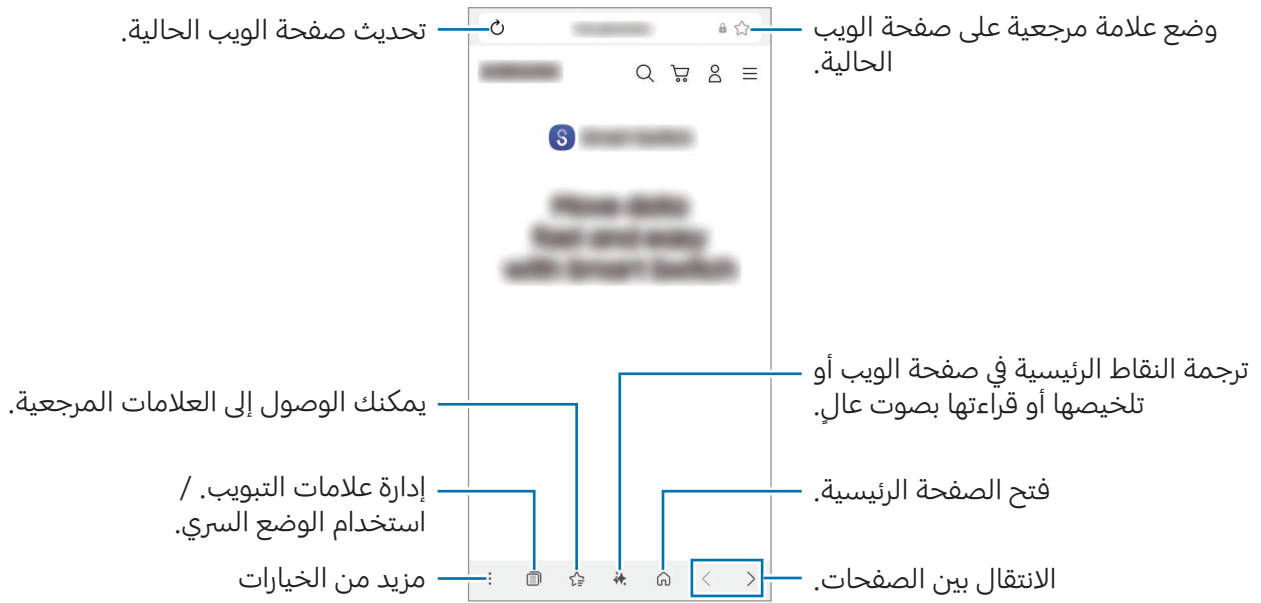 وضع علامة مرجعية على صفحة الويب
الحالية.
تحديث صفحة الويب الحالية.
S
ترجمة النقاط الرئيسية في صفحة الويب أو
تلخيصها أو قراءتها بصوت عالٍ.
يمكنك الوصول إلى العلامات المرجعية.
فتح الصفحة الرئيسية.
إدارة علامات التبويب. /
استخدام الوضع السري.
الانتقال بين الصفحات.
مزيد من الخيارات